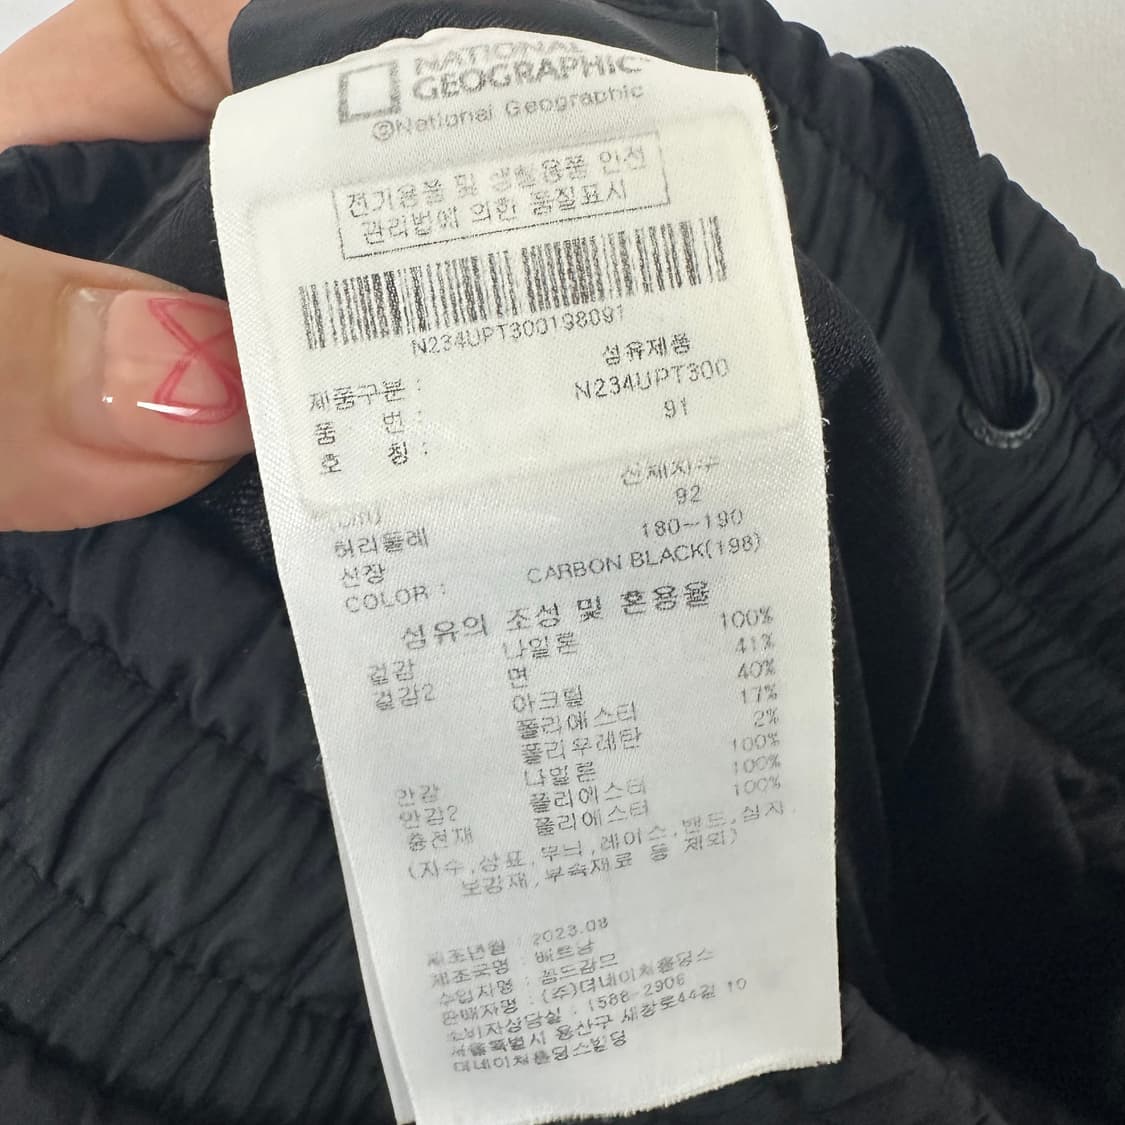 NATIONAL
GEOGRAPHIC
©National Geographic
전기용품 및 생활용품 안전
관리법에 의한 품질표시
N234UPT300198091
제품구분 : 섬유제품
품 번 : N234UPT300
호 칭 : 91
(cm) 신체치수
허리둘레 92
신장 180~190
COLOR : CARBON BLACK(198)
섬유의 조성 및 혼용율
겉감 나일론 100%
겉감2 면 41%
아크릴 40%
폴리에스터 17%
폴리우레탄 2%
안감 나일론 100%
안감2 폴리에스터 100%
충전재 폴리에스터 100%
(자수,상표,무늬,레이스,밴드,심지
보강재,부속재료 등 제외)
제조년월 : 2023.08
제조국명 : 베트남
수입자명
판매자명 : (주)더네이쳐홀딩스
소비자상담실 : 1588-2906
서울특별시 용산구 새창로44길 10
더네이쳐홀딩스빌딩